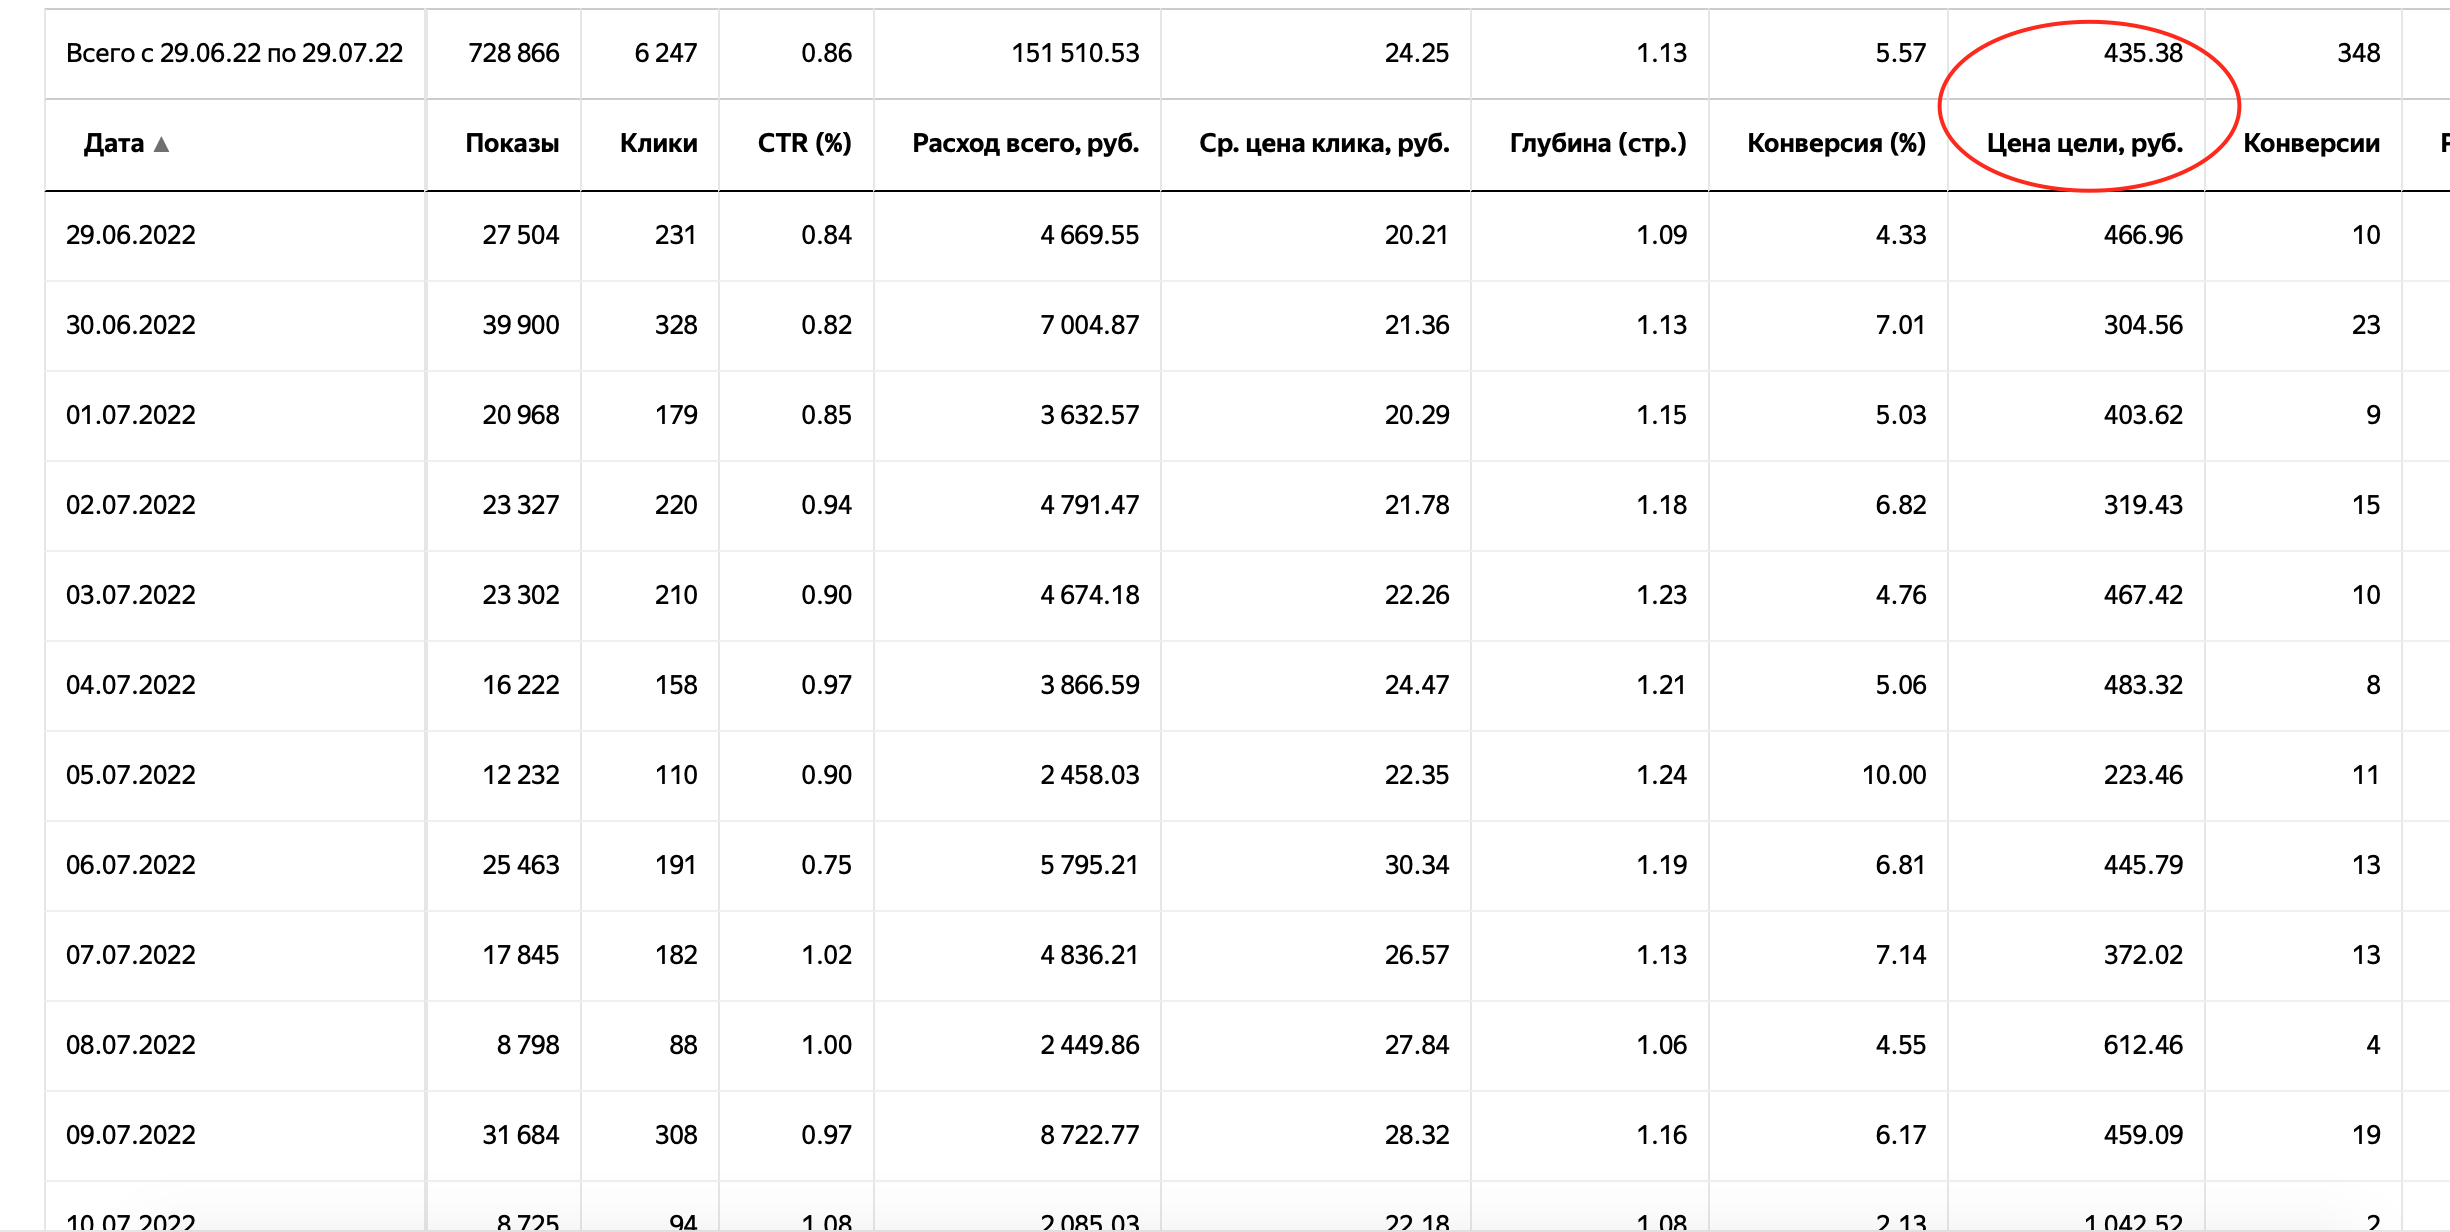 Всего с 29.06.22 по 29.07.22 728 866 6 247 0.86 151 510.53 24.25 1.13 5.57 435.38 348
Дата ▲ Показы Клики CTR (%) Расход всего, руб. Ср. цена клика, руб. Глубина (стр.) Конверсия (%) Цена цели, руб. Конверсии
29.06.2022 27 504 231 0.84 4 669.55 20.21 1.09 4.33 466.96 10
30.06.2022 39 900 328 0.82 7 004.87 21.36 1.13 7.01 304.56 23
01.07.2022 20 968 179 0.85 3 632.57 20.29 1.15 5.03 403.62 9
02.07.2022 23 327 220 0.94 4 791.47 21.78 1.18 6.82 319.43 15
03.07.2022 23 302 210 0.90 4 674.18 22.26 1.23 4.76 467.42 10
04.07.2022 16 222 158 0.97 3 866.59 24.47 1.21 5.06 483.32 8
05.07.2022 12 232 110 0.90 2 458.03 22.35 1.24 10.00 223.46 11
06.07.2022 25 463 191 0.75 5 795.21 30.34 1.19 6.81 445.79 13
07.07.2022 17 845 182 1.02 4 836.21 26.57 1.13 7.14 372.02 13
08.07.2022 8 798 88 1.00 2 449.86 27.84 1.06 4.55 612.46 4
09.07.2022 31 684 308 0.97 8 722.77 28.32 1.16 6.17 459.09 19
10.07.2022 8 725 94 1.08 2 085.03 22.18 1.08 2.13 1 042.52 2